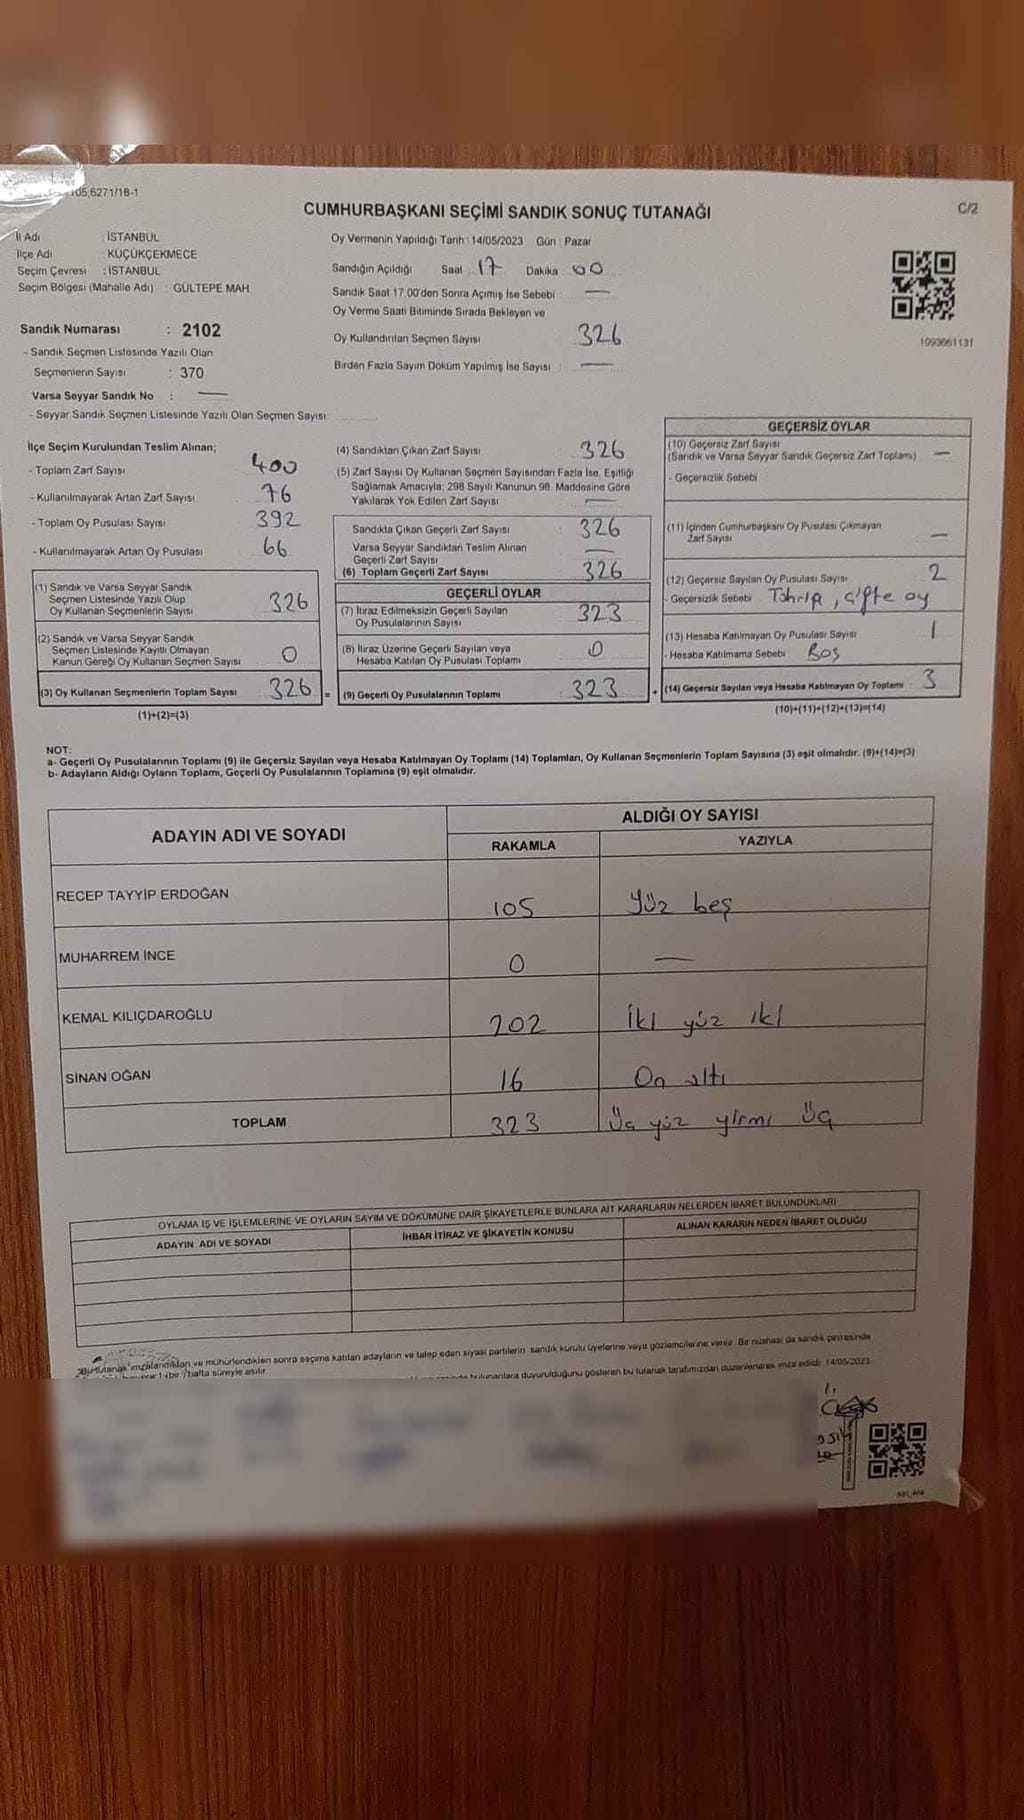 105,6271/1B-1
CUMHURBAŞKANI SEÇİMİ SANDIK SONUÇ TUTANAĞI
C/2
İl Adı : İSTANBUL
İlçe Adı : KÜÇÜKÇEKMECE
Seçim Çevresi : İSTANBUL
Seçim Bölgesi (Mahalle Adı) : GÜLTEPE MAH
Oy Vermenin Yapıldığı Tarih : 14/05/2023 Gün : Pazar
Sandığın Açıldığı Saat 17 Dakika 00
Sandık Saat 17.00'den Sonra Açımış İse Sebebi : —
Oy Verme Saati Bitiminde Sırada Bekleyen ve
Oy Kullandırılan Seçmen Sayısı 326
Birden Fazla Sayım Döküm Yapılmış İse Sayısı : —
1093661131
Sandık Numarası : 2102
- Sandık Seçmen Listesinde Yazılı Olan
Seçmenlerin Sayısı : 370
Varsa Seyyar Sandık No : —
- Seyyar Sandık Seçmen Listesinde Yazılı Olan Seçmen Sayısı
İlçe Seçim Kurulundan Teslim Alınan;
- Toplam Zarf Sayısı 400
- Kullanılmayarak Artan Zarf Sayısı 76
- Toplam Oy Pusulası Sayısı 392
- Kullanılmayarak Artan Oy Pusulası 66
(1) Sandık ve Varsa Seyyar Sandık
Seçmen Listesinde Yazılı Olup
Oy Kullanan Seçmenlerin Sayısı 326
(2) Sandık ve Varsa Seyyar Sandık
Seçmen Listesinde Kayıtlı Olmayan
Kanun Gereği Oy Kullanan Seçmen Sayısı 0
(3) Oy Kullanan Seçmenlerin Toplam Sayısı 326 =
(1)+(2)=(3)
(4) Sandıktan Çıkan Zarf Sayısı 326
(5) Zarf Sayısı Oy Kullanan Seçmen Sayısından Fazla İse, Eşitliği
Sağlamak Amacıyla; 298 Sayılı Kanunun 98. Maddesine Göre
Yakılarak Yok Edilen Zarf Sayısı —
Sandıkta Çıkan Geçerli Zarf Sayısı 326
Varsa Seyyar Sandıktan Teslim Alınan
Geçerli Zarf Sayısı —
(6) Toplam Geçerli Zarf Sayısı 326
GEÇERLİ OYLAR
(7) İtiraz Edilmeksizin Geçerli Sayılan
Oy Pusulalarının Sayısı 323
(8) İtiraz Üzerine Geçerli Sayılan veya
Hesaba Katılan Oy Pusulası Toplamı 0
(9) Geçerli Oy Pusulalarının Toplamı 323 +
GEÇERSİZ OYLAR
(10) Geçersiz Zarf Sayısı
(Sandık ve Varsa Seyyar Sandık Geçersiz Zarf Toplamı) —
- Geçersizlik Sebebi
(11) İçinden Cumhurbaşkanı Oy Pusulası Çıkmayan
Zarf Sayısı —
(12) Geçersiz Sayılan Oy Pusulası Sayısı 2
- Geçersizlik Sebebi Tahrip, çifte oy
(13) Hesaba Katılmayan Oy Pusulası Sayısı 1
- Hesaba Katılmama Sebebi Boş
(14) Geçersiz Sayılan veya Hesaba Katılmayan Oy Toplamı 3
(10)+(11)+(12)+(13)=(14)
NOT:
a- Geçerli Oy Pusulalarının Toplamı (9) ile Geçersiz Sayılan veya Hesaba Katılmayan Oy Toplamı (14) Toplamları, Oy Kullanan Seçmenlerin Toplam Sayısına (3) eşit olmalıdır. (9)+(14)=(3)
b- Adayların Aldığı Oyların Toplamı, Geçerli Oy Pusulalarının Toplamına (9) eşit olmalıdır.
ADAYIN ADI VE SOYADI
ALDIĞI OY SAYISI
RAKAMLA YAZIYLA
RECEP TAYYİP ERDOĞAN 105 Yüz beş
MUHARREM İNCE 0 —
KEMAL KILIÇDAROĞLU 202 İki yüz iki
SİNAN OĞAN 16 On altı
TOPLAM 323 Üç yüz yirmi üç
OYLAMA İŞ VE İŞLEMLERİNE VE OYLARIN SAYIM VE DÖKÜMÜNE DAİR ŞİKAYETLERLE BUNLARA AİT KARARLARIN NELERDEN İBARET BULUNDUKLARI
ADAYIN ADI VE SOYADI İHBAR İTİRAZ VE ŞİKAYETİN KONUSU ALINAN KARARIN NEDEN İBARET OLDUĞU
Bu tutanak imzalandıktan ve mühürlendikten sonra seçime katılan adayların ve talep eden siyasi partilerin sandık kurulu üyelerine veya gözlemcilerine verilir. Bir nüshası da sandık çevresinde
1 (bir) hafta süreyle asılır.
bulunanlara duyurulduğunu gösteren bu tutanak tarafımızdan düzenlenerek imza edildi. 14/05/2023